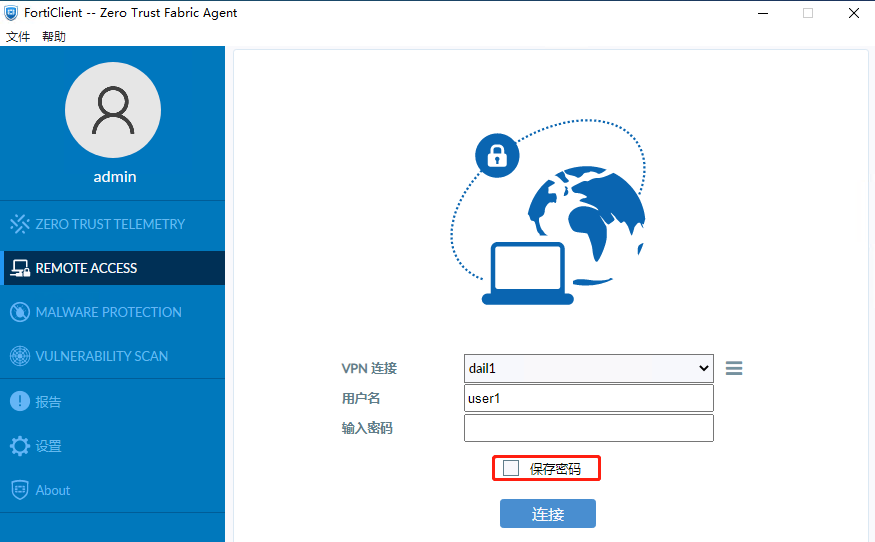 FortiClient -- Zero Trust Fabric Agent
文件 帮助
admin
ZERO TRUST TELEMETRY
REMOTE ACCESS
MALWARE PROTECTION
VULNERABILITY SCAN
报告
设置
About
VPN 连接 dail1
用户名 user1
输入密码
保存密码
连接